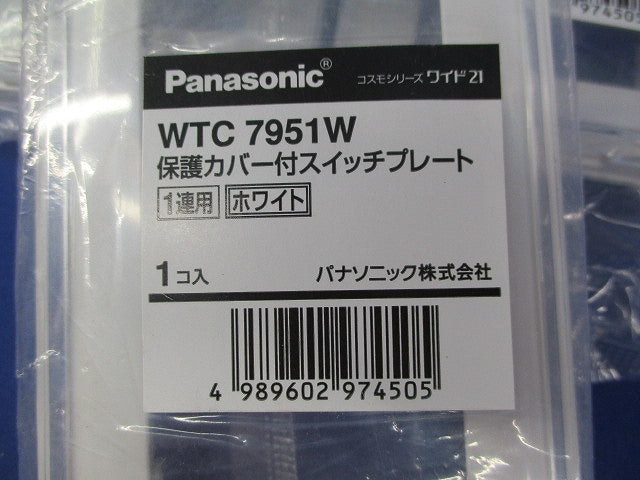 974505
Panasonic® コスモシリーズ ワイド21
WTC 7951W
保護カバー付スイッチプレート
1連用 ホワイト
1コ入 パナソニック株式会社
4 989602 974505